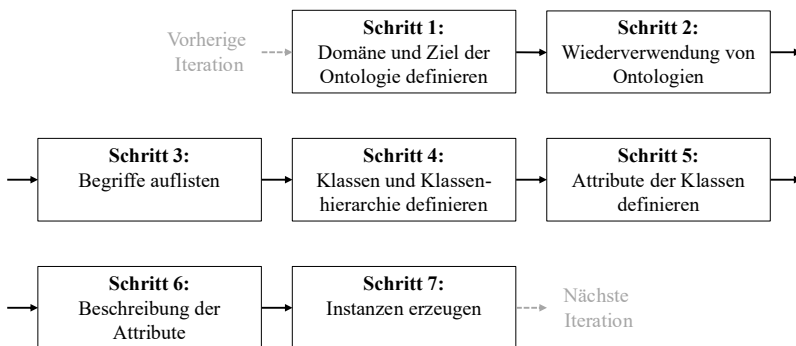 Vorherige
Iteration
Schritt 1:
Domäne und Ziel der
Ontologie definieren
Schritt 2:
Wiederverwendung von
Ontologien
Schritt 3:
Begriffe auflisten
Schritt 4:
Klassen und Klassen-
hierarchie definieren
Schritt 5:
Attribute der Klassen
definieren
Schritt 6:
Beschreibung der
Attribute
Schritt 7:
Instanzen erzeugen
Nächste
Iteration